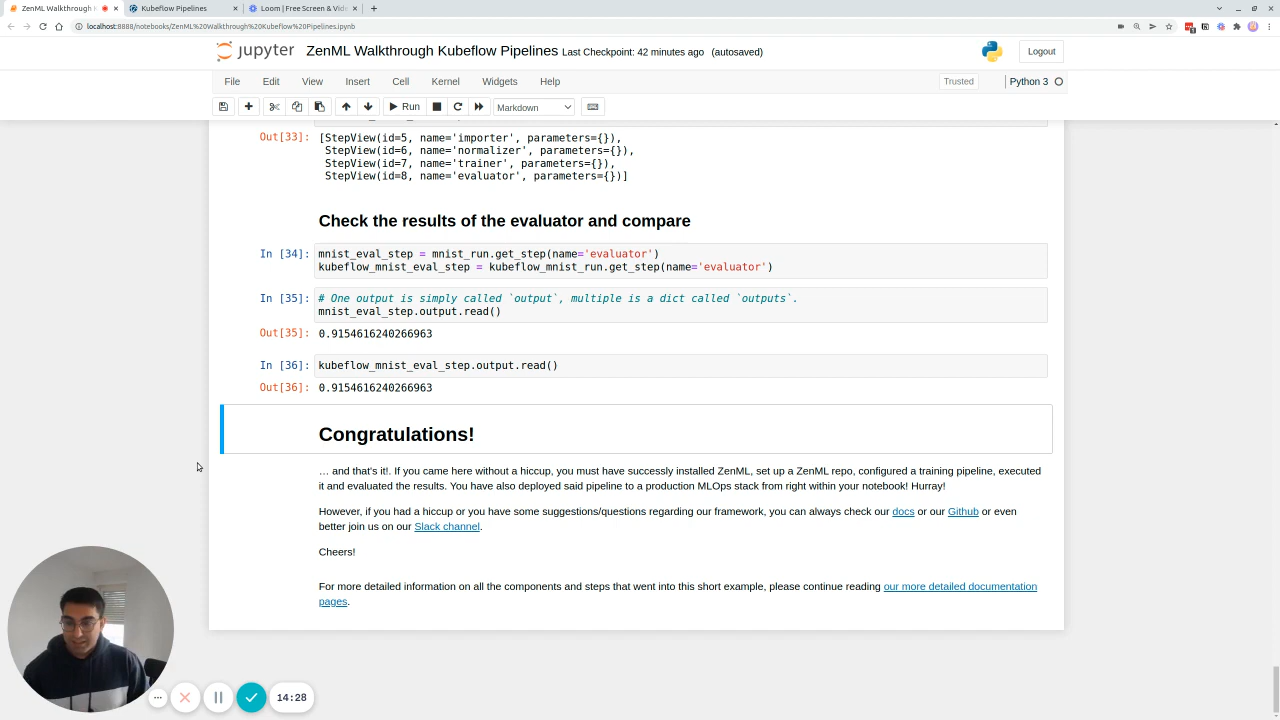 ZenML Walkthrough K
Kubeflow Pipelines
Loom | Free Screen & Vide
localhost:8888/notebooks/ZenML%20Walkthrough%20Kubeflow%20Pipelines.ipynb
jupyter ZenML Walkthrough Kubeflow Pipelines Last Checkpoint: 42 minutes ago (autosaved)
Logout
File Edit View Insert Cell Kernel Widgets Help
Trusted
Python 3
Run
Markdown
Out[33]: [StepView(id=5, name='importer', parameters={}),
StepView(id=6, name='normalizer', parameters={}),
StepView(id=7, name='trainer', parameters={}),
StepView(id=8, name='evaluator', parameters={})]
Check the results of the evaluator and compare
In [34]: mnist_eval_step = mnist_run.get_step(name='evaluator')
kubeflow_mnist_eval_step = kubeflow_mnist_run.get_step(name='evaluator')
In [35]: # One output is simply called `output`, multiple is a dict called `outputs`.
mnist_eval_step.output.read()
Out[35]: 0.9154616240266963
In [36]: kubeflow_mnist_eval_step.output.read()
Out[36]: 0.9154616240266963
Congratulations!
… and that's it!. If you came here without a hiccup, you must have successly installed ZenML, set up a ZenML repo, configured a training pipeline, executed
it and evaluated the results. You have also deployed said pipeline to a production MLOps stack from right within your notebook! Hurray!
However, if you had a hiccup or you have some suggestions/questions regarding our framework, you can always check our docs or our Github or even
better join us on our Slack channel.
Cheers!
For more detailed information on all the components and steps that went into this short example, please continue reading our more detailed documentation
pages.
14:28